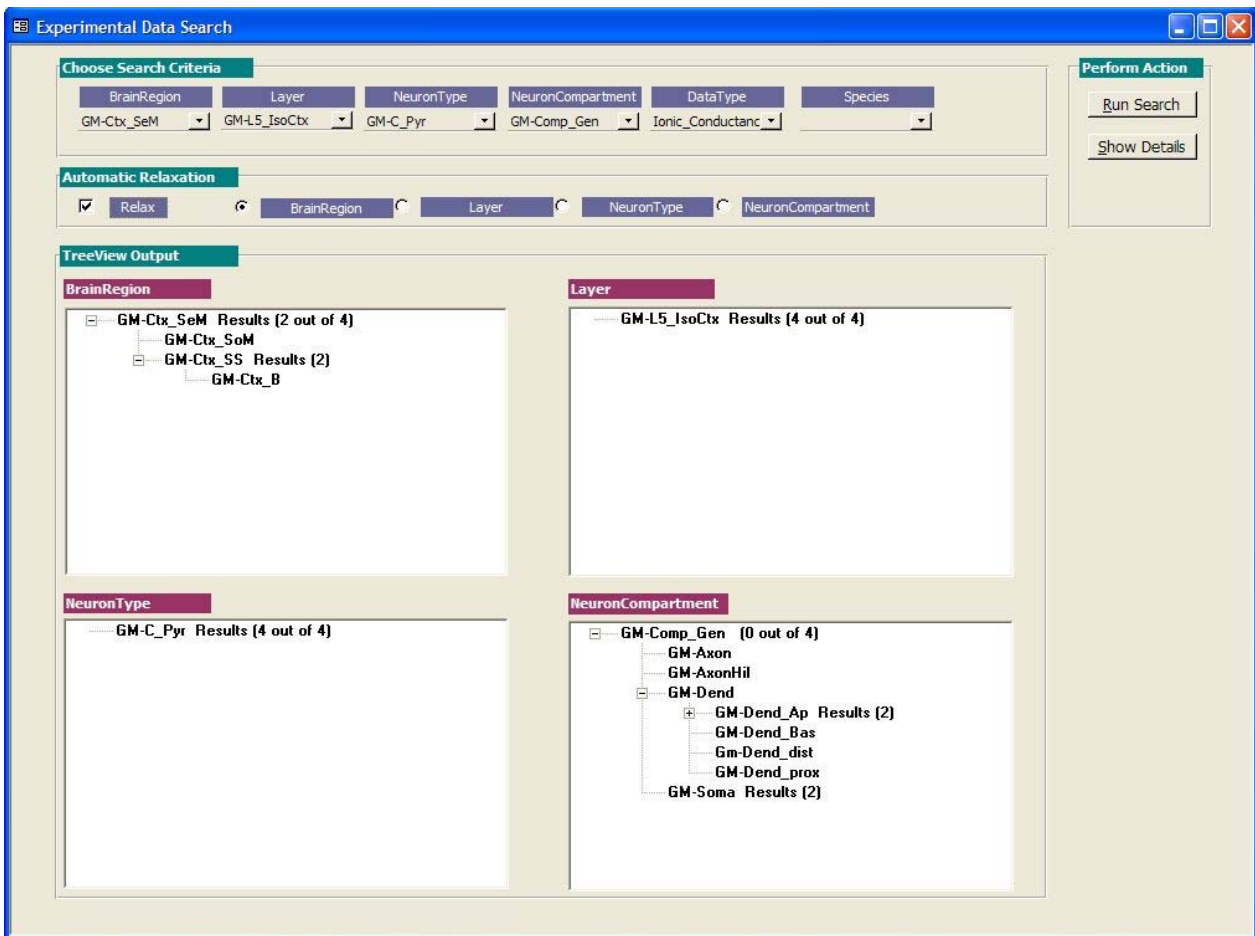 Experimental Data Search
Choose Search Criteria
Perform Action
BrainRegion Layer NeuronType NeuronCompartment DataType Species
GM-Ctx_SeM GM-L5_IsoCtx GM-C_Pyr GM-Comp_Gen Ionic_Conductanc
Run Search
Show Details
Automatic Relaxation
Relax BrainRegion Layer NeuronType NeuronCompartment
TreeView Output
BrainRegion
GM-Ctx_SeM Results (2 out of 4)
GM-Ctx_SoM
GM-Ctx_SS Results (2)
GM-Ctx_B
Layer
GM-L5_IsoCtx Results (4 out of 4)
NeuronType
GM-C_Pyr Results (4 out of 4)
NeuronCompartment
GM-Comp_Gen (0 out of 4)
GM-Axon
GM-AxonHil
GM-Dend
GM-Dend_Ap Results (2)
GM-Dend_Bas
Gm-Dend_dist
GM-Dend_prox
GM-Soma Results (2)